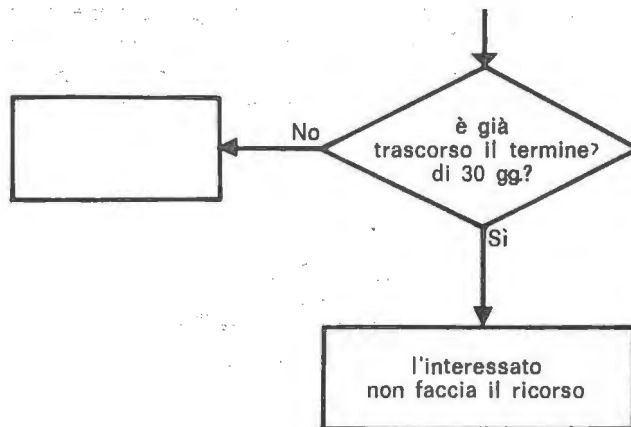 No
è già
trascorso il termine?
di 30 gg.?
Sì
l'interessato
non faccia il ricorso